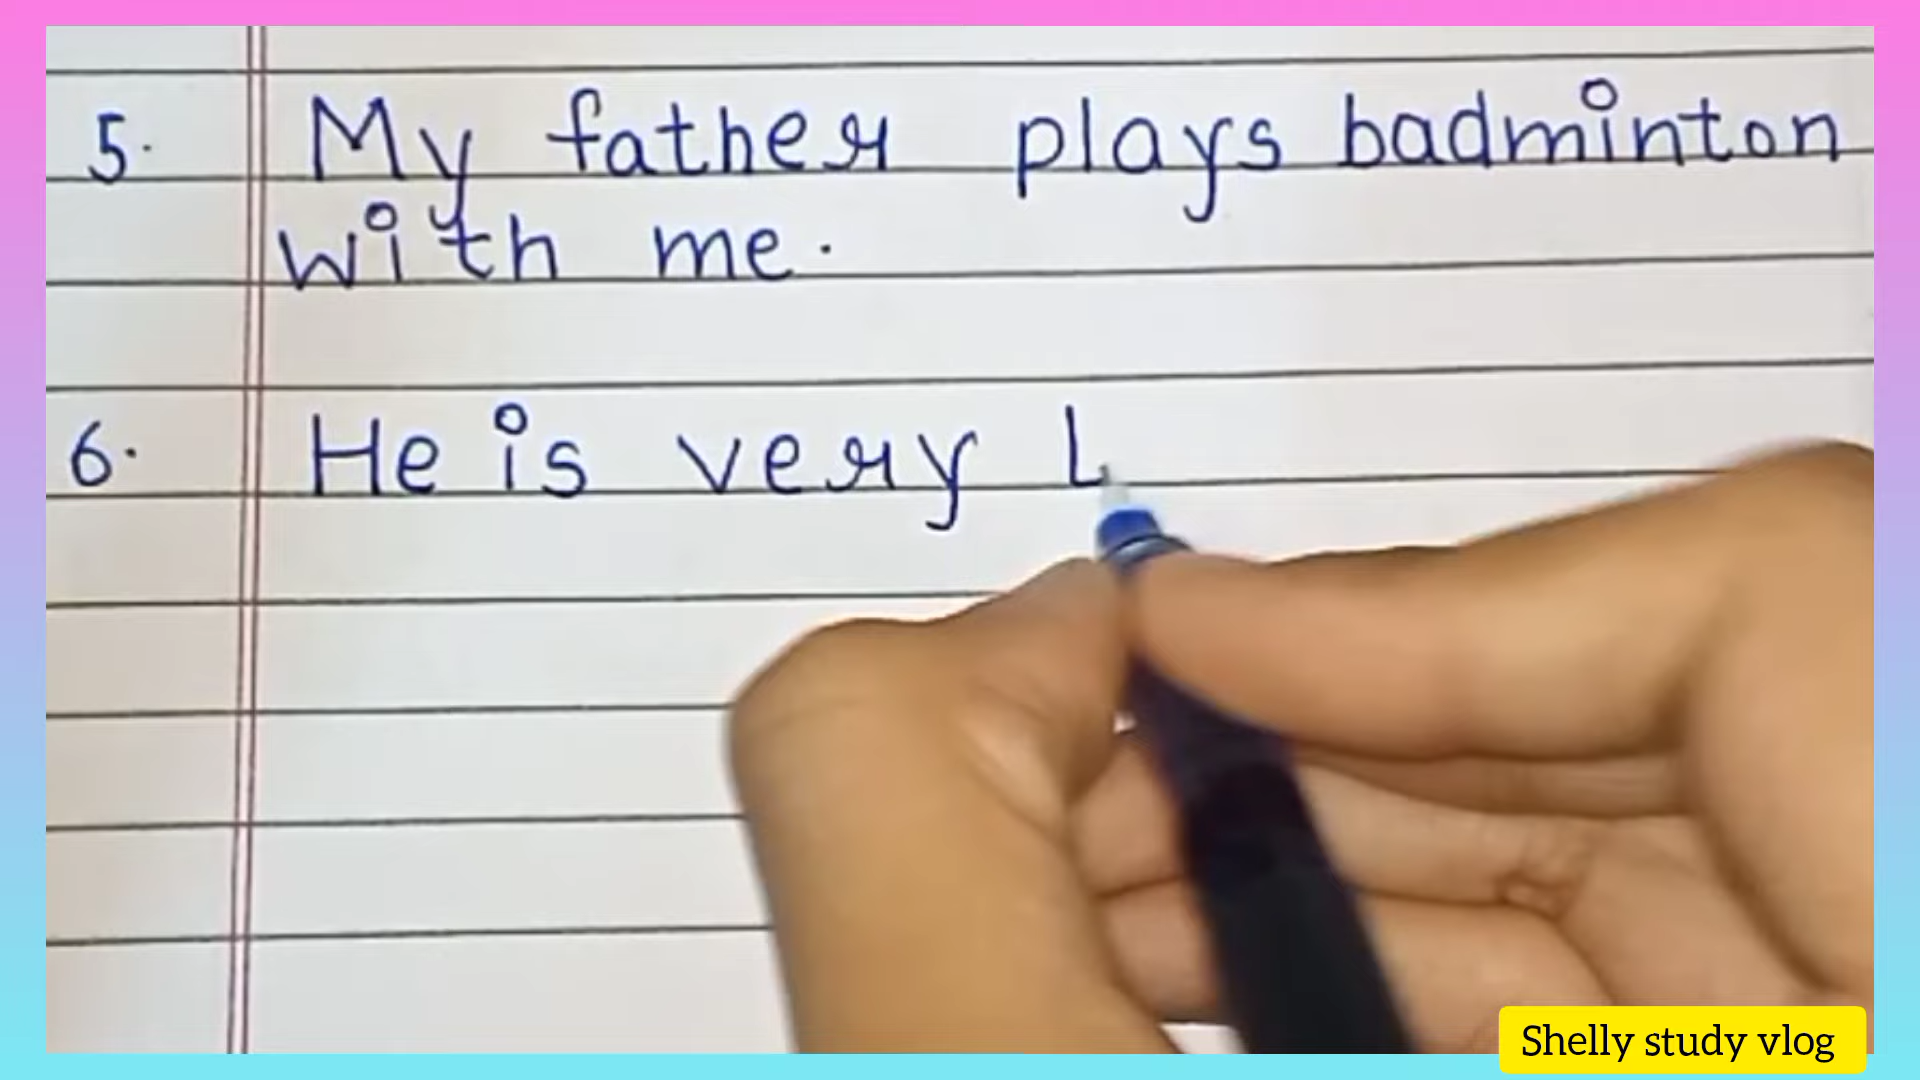 5. My father plays badminton
with me.
6. He is very
Shelly study vlog